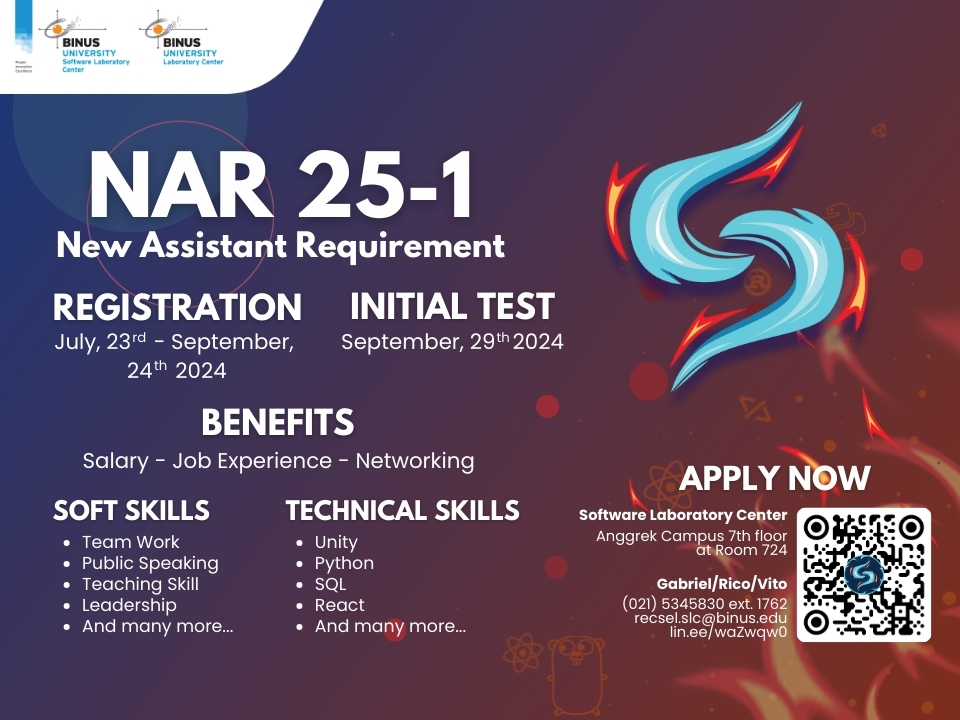 People
Innovation
Excellence
BINUS
UNIVERSITY
Software Laboratory
Center
BINUS
UNIVERSITY
Laboratory Center
NAR 25-1
New Assistant Requirement
REGISTRATION
July, 23rd - September,
24th 2024
INITIAL TEST
September, 29th 2024
BENEFITS
Salary - Job Experience - Networking
SOFT SKILLS
• Team Work
• Public Speaking
• Teaching Skill
• Leadership
• And many more...
TECHNICAL SKILLS
• Unity
• Python
• SQL
• React
• And many more...
APPLY NOW
Software Laboratory Center
Anggrek Campus 7th floor
at Room 724
Gabriel/Rico/Vito
(021) 5345830 ext. 1762
recsel.slc@binus.edu
lin.ee/waZwqw0